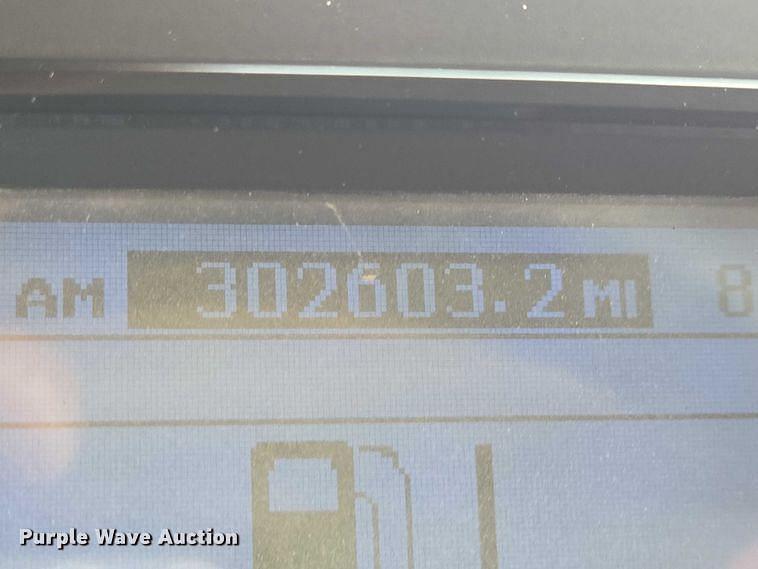 AM 302603.2 MI 8
Purple Wave Auction